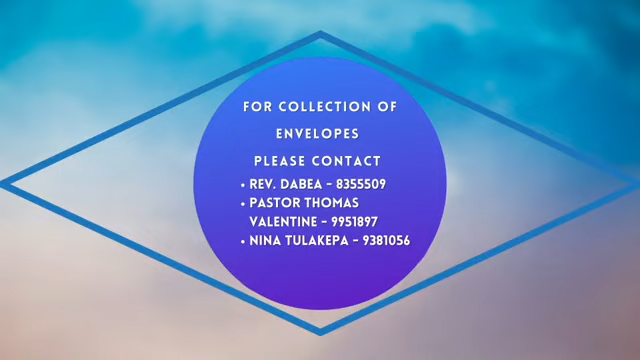 FOR COLLECTION OF
ENVELOPES
PLEASE CONTACT
• REV. DABEA - 8355509
• PASTOR THOMAS
VALENTINE - 9951897
• NINA TULAKEPA - 9381056